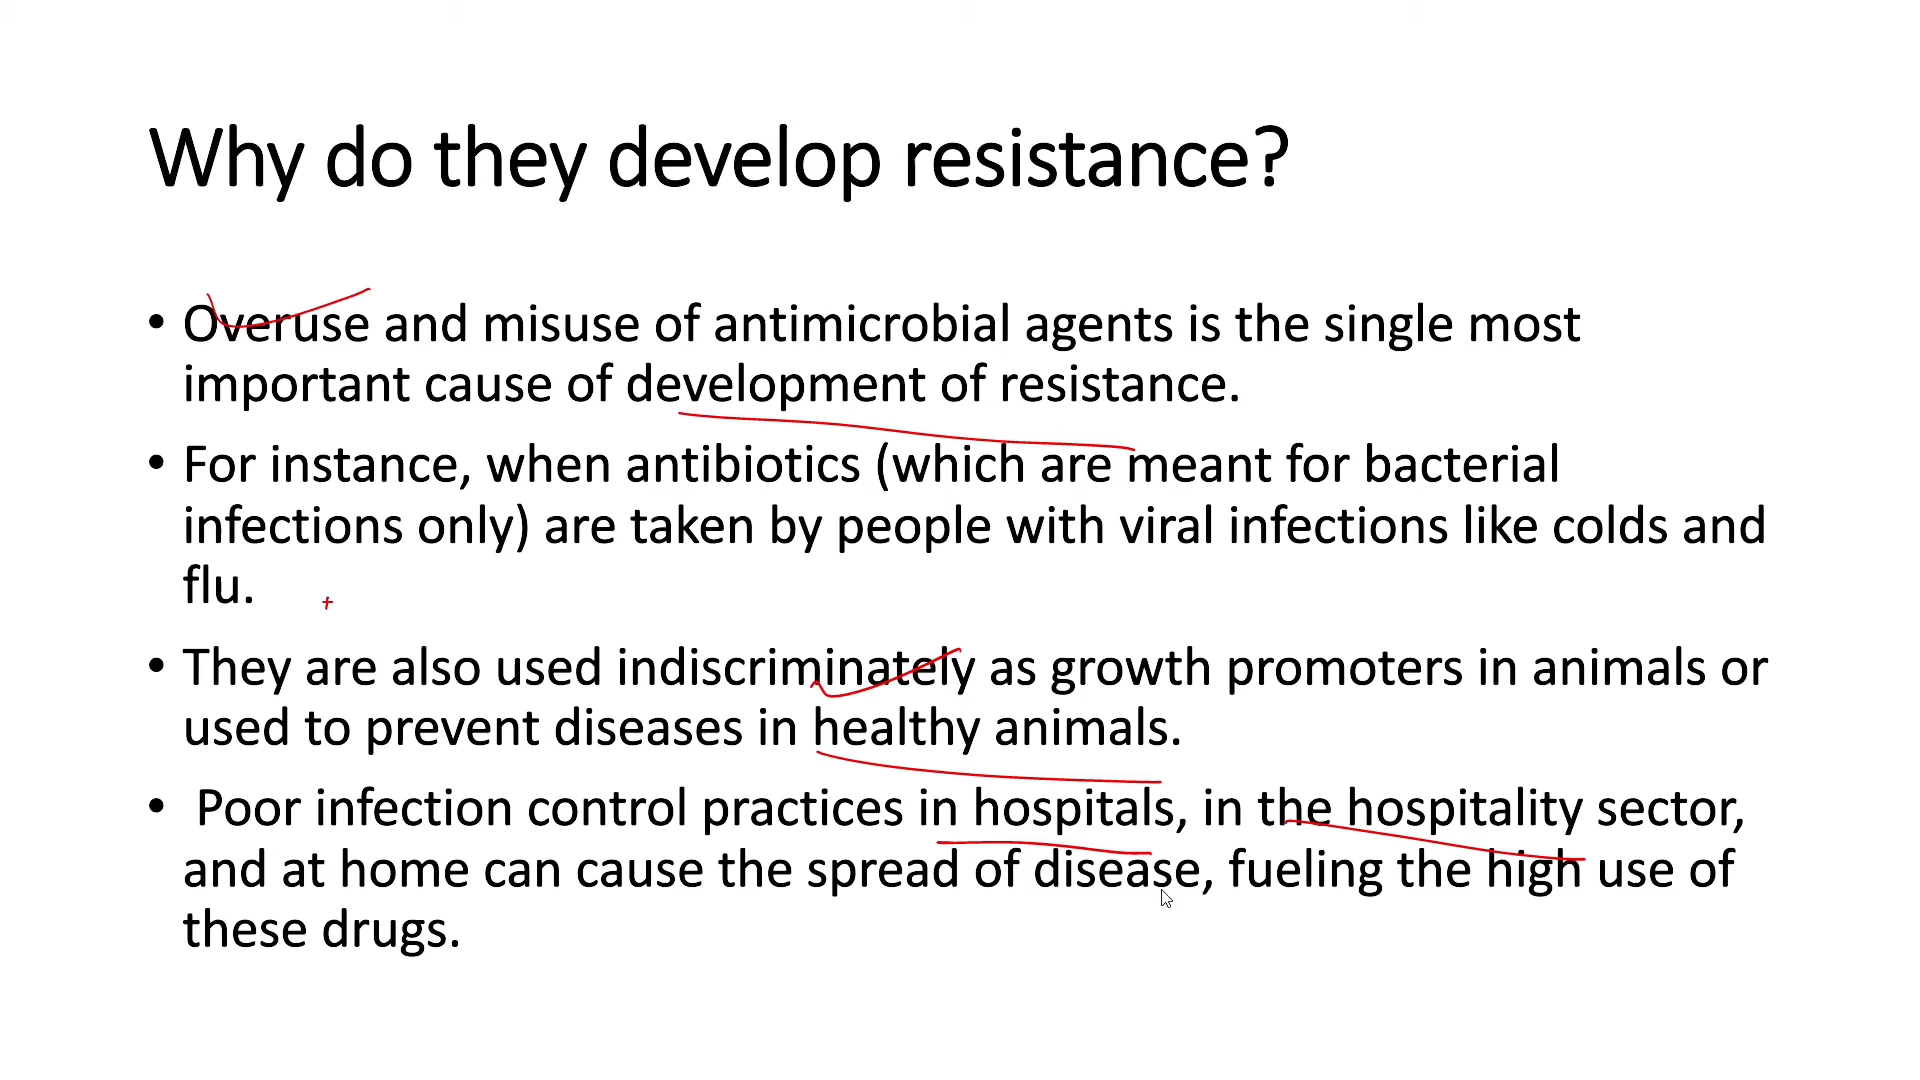 Why do they develop resistance?
• Overuse and misuse of antimicrobial agents is the single most
important cause of development of resistance.
• For instance, when antibiotics (which are meant for bacterial
infections only) are taken by people with viral infections like colds and
flu.
• They are also used indiscriminately as growth promoters in animals or
used to prevent diseases in healthy animals.
• Poor infection control practices in hospitals, in the hospitality sector,
and at home can cause the spread of disease, fueling the high use of
these drugs.